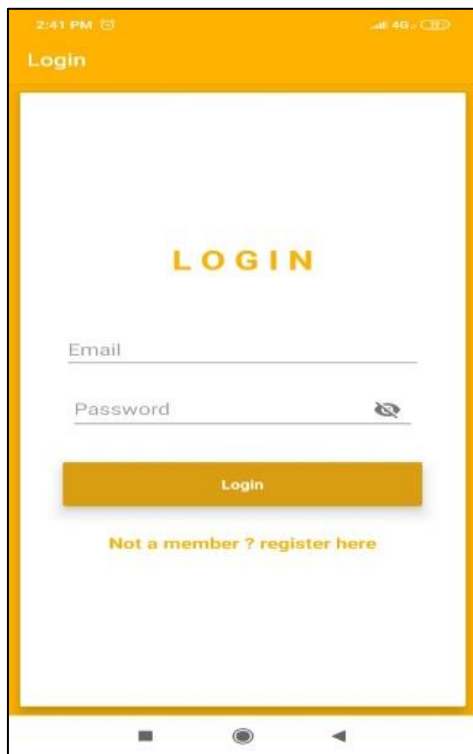 2:41 PM
4G
Login
LOGIN
Email
Password
Login
Not a member ? register here